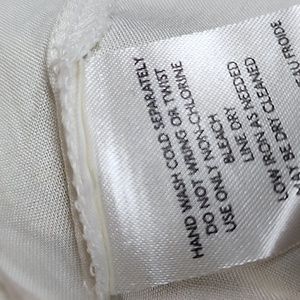 HAND WASH COLD SEPARATELY
DO NOT WRING OR TWIST
USE ONLY NON-CHLORINE
BLEACH
LINE DRY
LOW IRON AS NEEDED
MAY BE DRY CLEANED
FROIDE